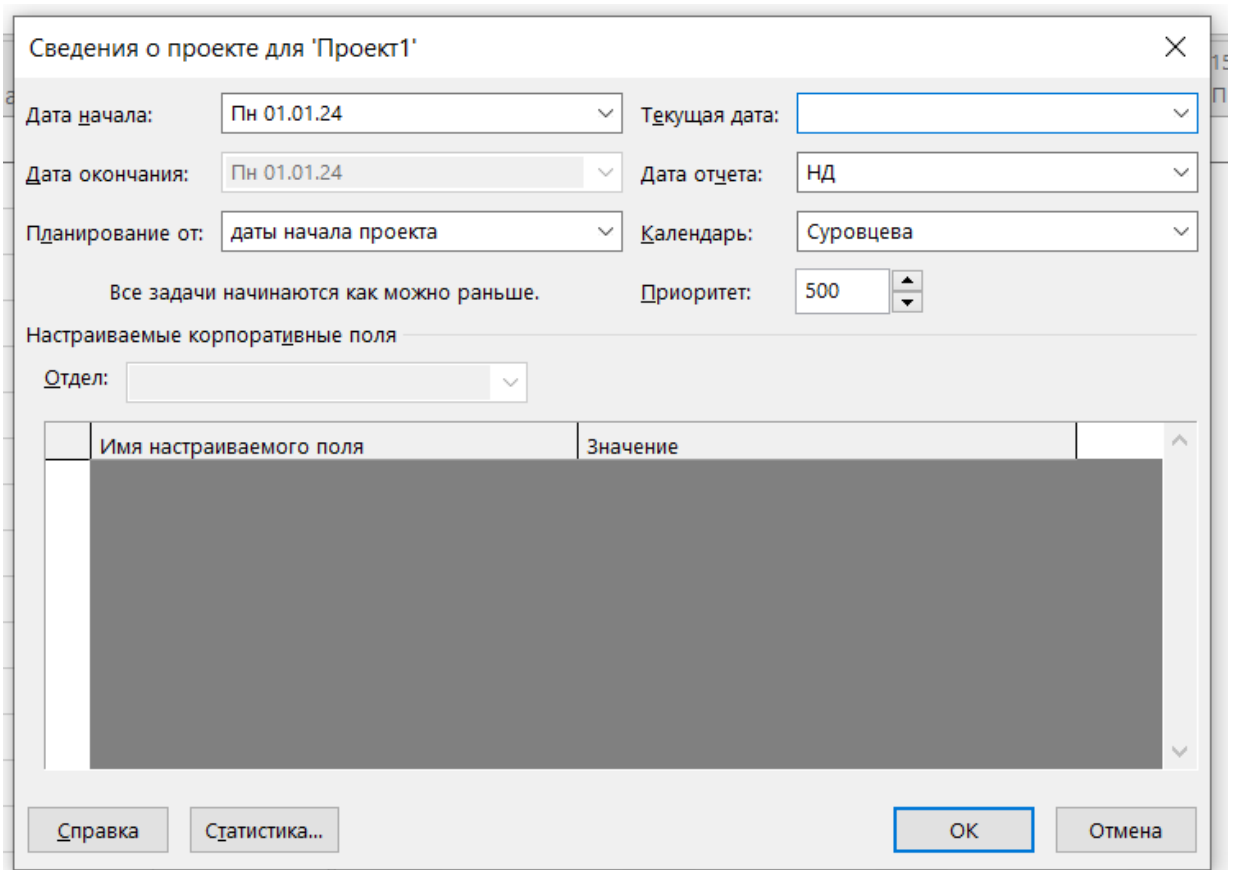 Сведения о проекте для 'Проект1'
Дата начала: Пн 01.01.24 Текущая дата:
Дата окончания: Пн 01.01.24 Дата отчета: НД
Планирование от: даты начала проекта Календарь: Суровцева
Все задачи начинаются как можно раньше. Приоритет: 500
Настраиваемые корпоративные поля
Отдел:
Имя настраиваемого поля Значение
Справка Статистика... ОК Отмена